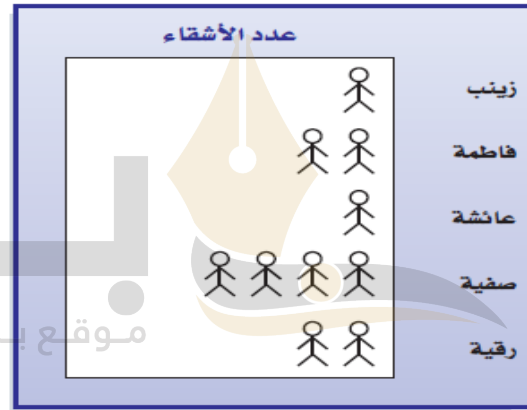 عدد الأشقاء
زينب
فاطمة
عائشة
صفية
رقية
موقع